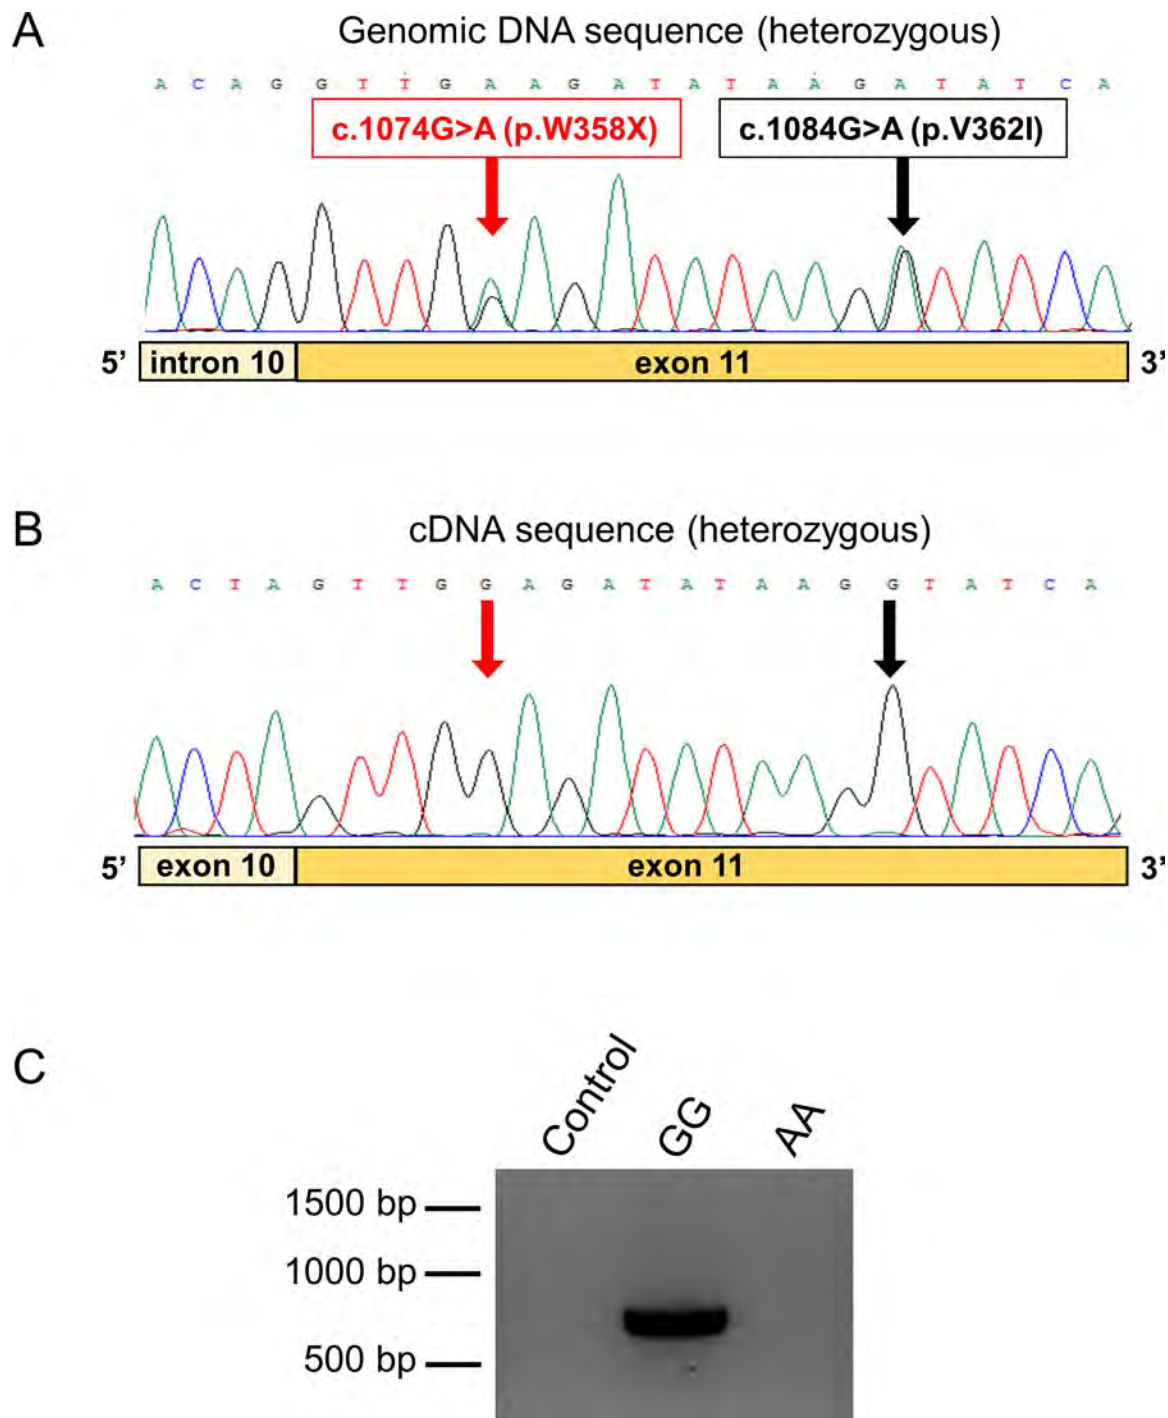 A
Genomic DNA sequence (heterozygous)
A C A G G T T G A A G A T A T A A G A T A T C A
c.1074G>A (p.W358X)
c.1084G>A (p.V362I)
5’ intron 10 exon 11 3’
B
cDNA sequence (heterozygous)
A C T A G T T G G A G A T A T A A G G T A T C A
5’ exon 10 exon 11 3’
C
Control GG AA
1500 bp
1000 bp
500 bp